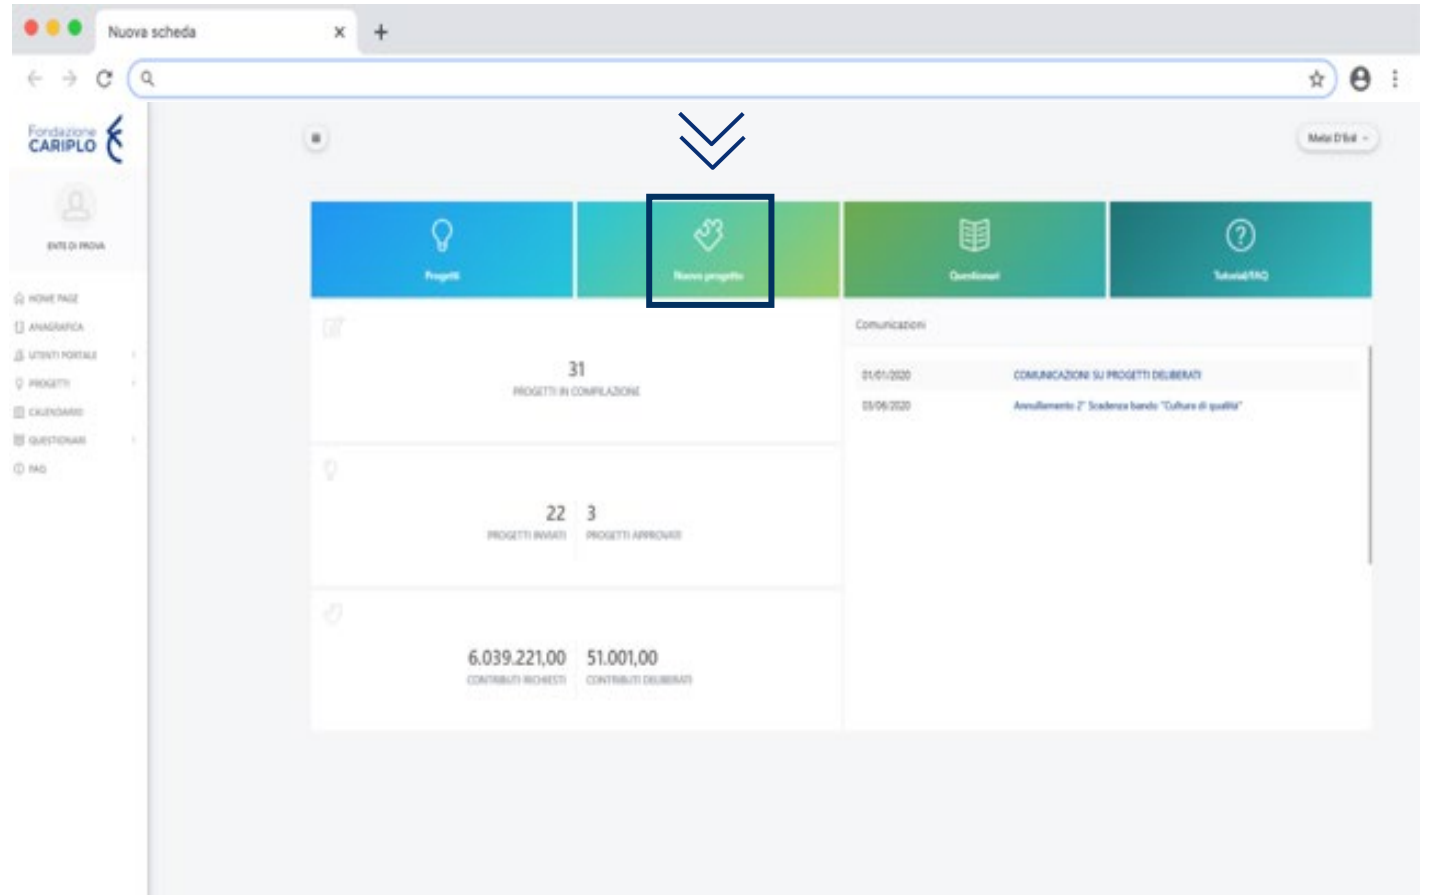 Nuova scheda
Fondazione
CARIPLO
ENTE DI PROVA
HOME PAGE
ANAGRAFICA
UTENTI PORTALE
PROGETTI
CALENDARIO
QUESTIONARI
FAQ
Progetti
Nuovo progetto
Questionari
Tutorial/FAQ
31
PROGETTI IN COMPILAZIONE
22
PROGETTI INVIATI
3
PROGETTI APPROVATI
6.039.221,00
CONTRIBUTI RICHIESTI
51.001,00
CONTRIBUTI DELIBERATI
Comunicazioni
01/01/2020 COMUNICAZIONI SU PROGETTI DELIBERATI
03/06/2020 Annullamento 2° Scadenza bando "Cultura di qualità"